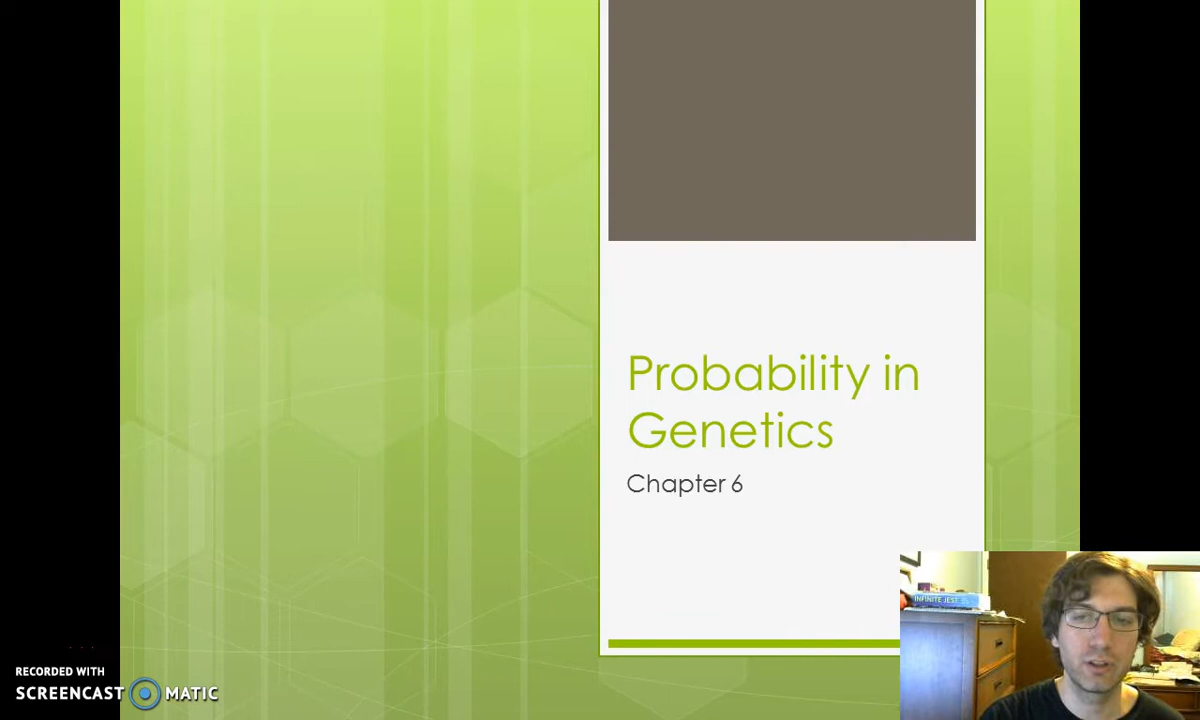 Probability in
Genetics
Chapter 6
INFINITE JEST
RECORDED WITH
SCREENCAST MATIC